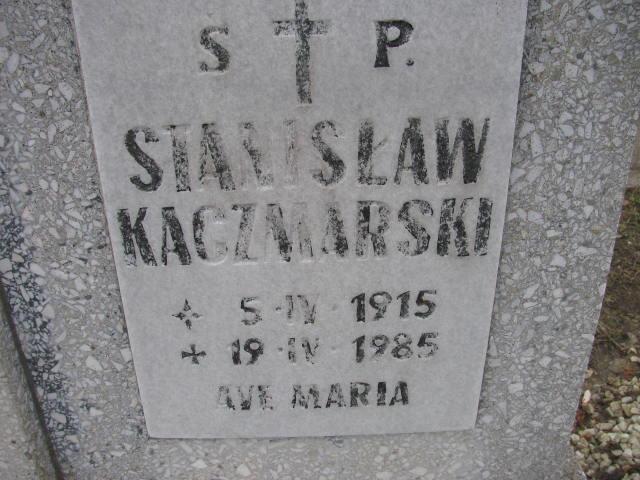 S P.
STANISŁAW
KACZMARSKI
5·IV·1915
19·IV·1985
AVE MARIA